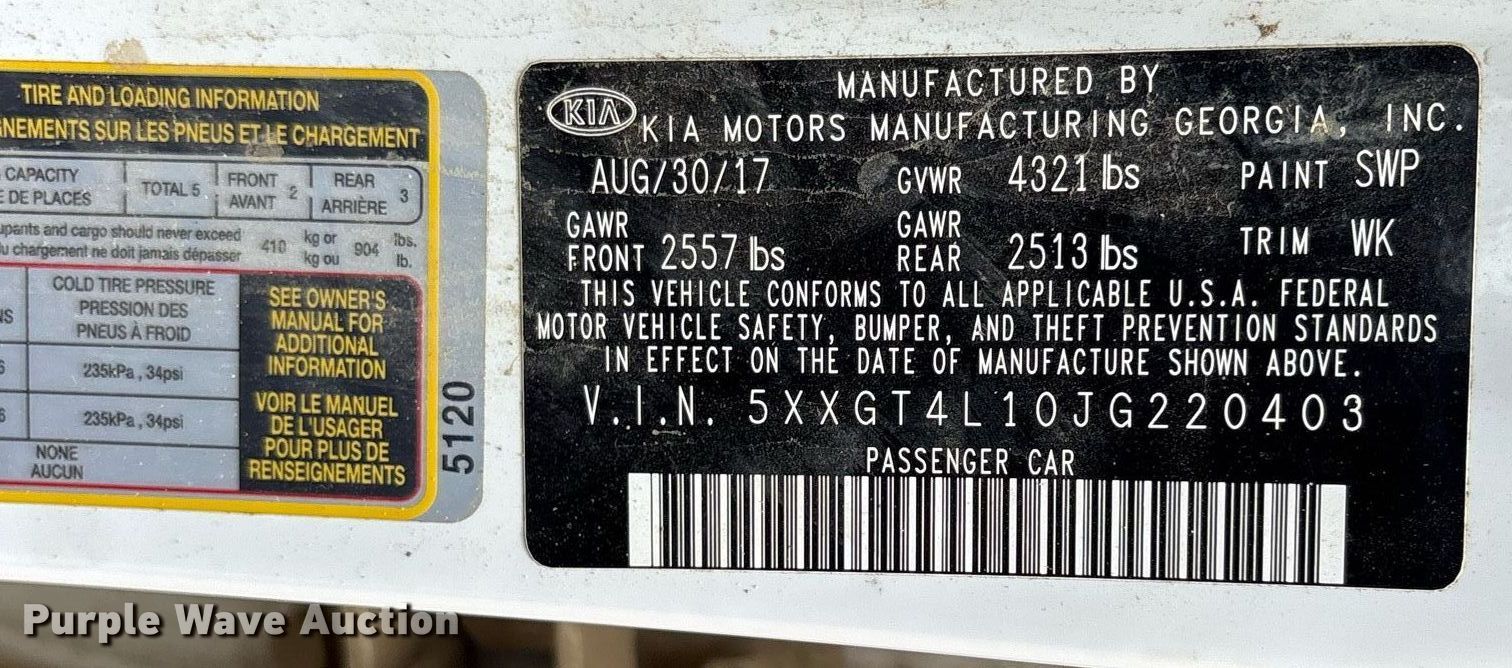 TIRE AND LOADING INFORMATION
GNEMENTS SUR LES PNEUS ET LE CHARGEMENT
CAPACITY
E DE PLACES
TOTAL 5
FRONT
AVANT
2
REAR
ARRIÈRE
3
upants and cargo should never exceed
du chargement ne doit jamais dépasser
410
kg or
kg ou
904
lbs.
lb.
COLD TIRE PRESSURE
PRESSION DES
PNEUS À FROID
NS
6
235kPa , 34psi
6
235kPa , 34psi
NONE
AUCUN
SEE OWNER'S
MANUAL FOR
ADDITIONAL
INFORMATION
VOIR LE MANUEL
DE L'USAGER
POUR PLUS DE
RENSEIGNEMENTS
5120
MANUFACTURED BY
KIA
KIA MOTORS MANUFACTURING GEORGIA, INC.
AUG/30/17 GVWR 4321 lbs PAINT SWP
GAWR
FRONT 2557 lbs
GAWR
REAR 2513 lbs
TRIM WK
THIS VEHICLE CONFORMS TO ALL APPLICABLE U.S.A. FEDERAL
MOTOR VEHICLE SAFETY, BUMPER, AND THEFT PREVENTION STANDARDS
IN EFFECT ON THE DATE OF MANUFACTURE SHOWN ABOVE.
V.I.N. 5XXGT4L10JG220403
PASSENGER CAR
Purple Wave Auction